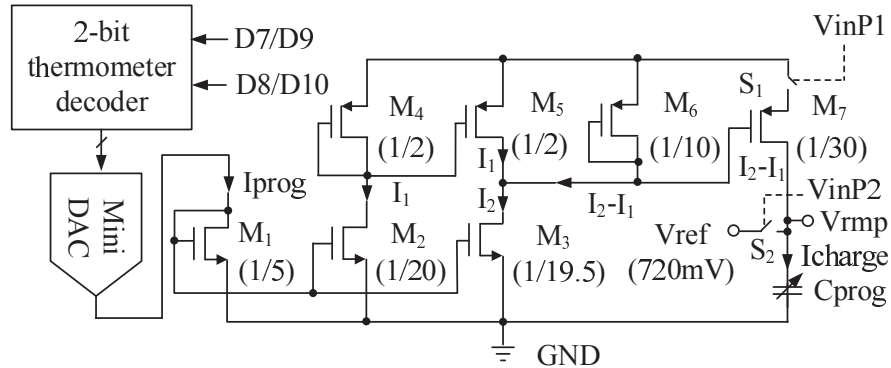 2-bit
thermometer
decoder
D7/D9
D8/D10
VinP1
M4
(1/2)
M5
(1/2)
M6
(1/10)
S1
M7
(1/30)
Mini
DAC
Iprog
I1
I1
I2
I2-I1
I2-I1
VinP2
M1
(1/5)
M2
(1/20)
M3
(1/19.5)
Vref
(720mV)
S2
Vrmp
Icharge
Cprog
GND